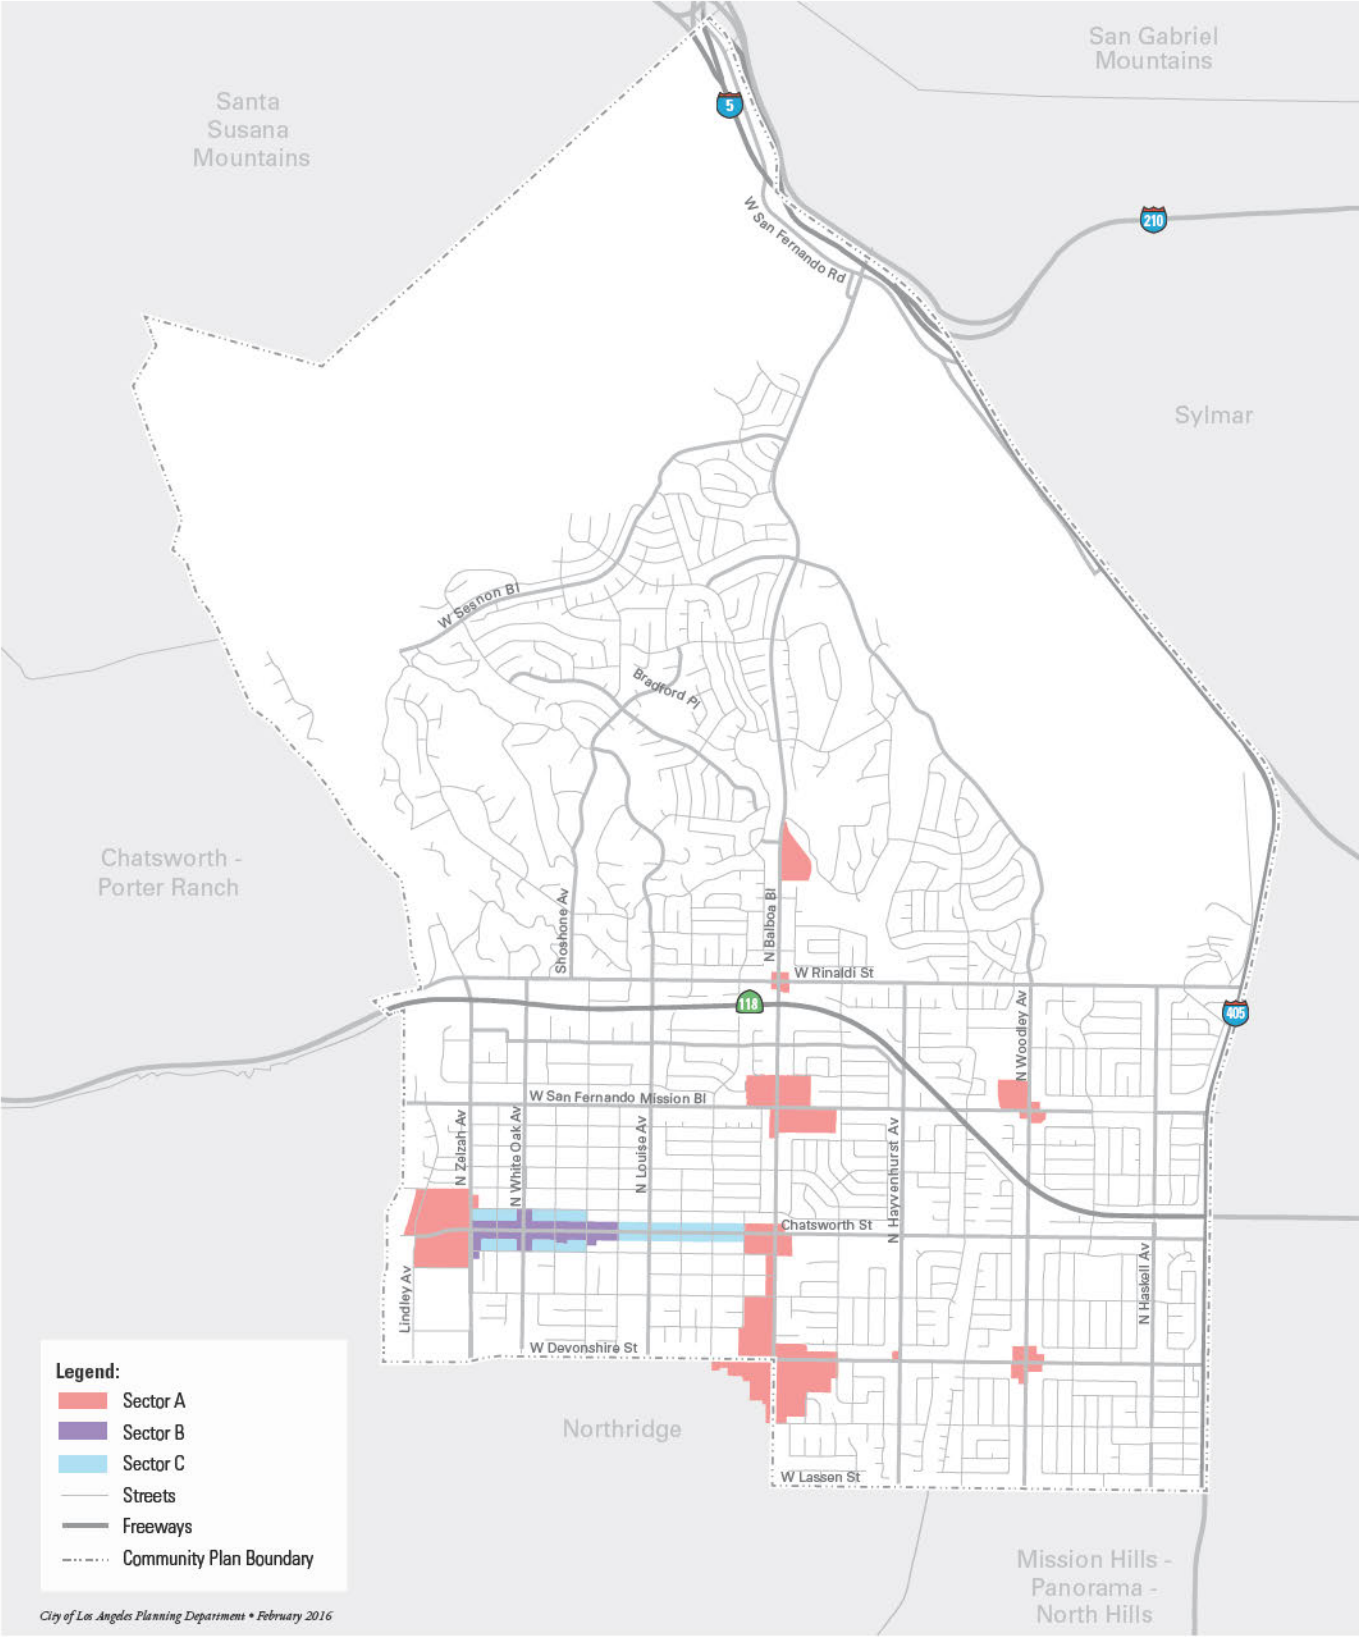 San Gabriel
Mountains
Santa
Susana
Mountains
5
210
W San Fernando Rd
Sylmar
W Sesnon Bl
Bradford Pl
Chatsworth -
Porter Ranch
Shoshone Av
N Balboa Bl
W Rinaldi St
118
405
N Woodley Av
W San Fernando Mission Bl
N Zelzah Av
N White Oak Av
N Louise Av
N Hayvenhurst Av
Chatsworth St
Lindley Av
N Haskell Av
W Devonshire St
Northridge
W Lassen St
Mission Hills -
Panorama -
North Hills
Legend:
Sector A
Sector B
Sector C
Streets
Freeways
Community Plan Boundary
City of Los Angeles Planning Department • February 2016